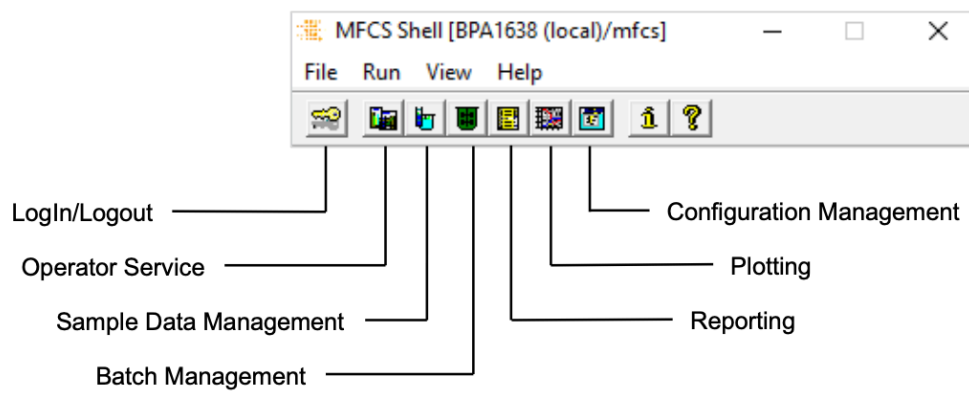 MFCS Shell [BPA1638 (local)/mfcs]
File Run View Help
LogIn/Logout
Configuration Management
Operator Service
Plotting
Sample Data Management
Reporting
Batch Management